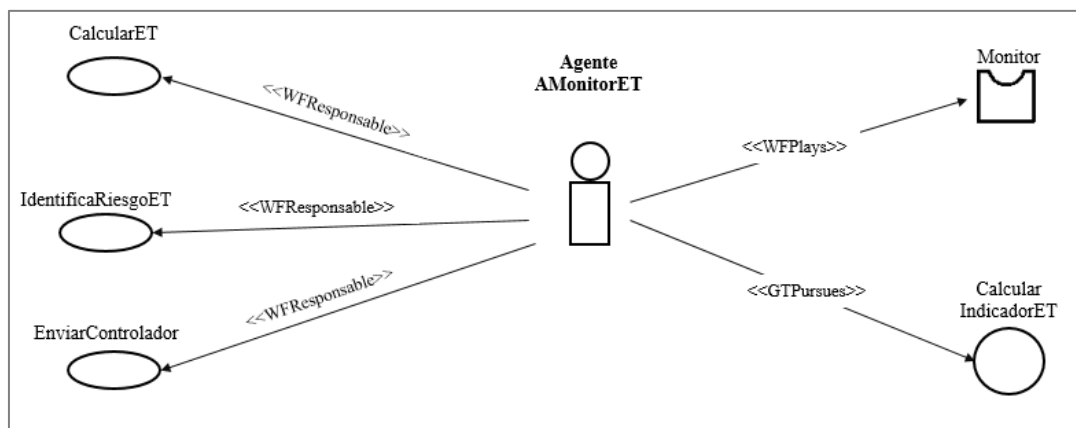 CalcularET
<<WFResponsable>>
IdentificaRiesgoET
<<WFResponsable>>
EnviarControlador
<<WFResponsable>>
Agente
AMonitorET
Monitor
<<WFPlays>>
<<GTPursues>>
Calcular
IndicadorET